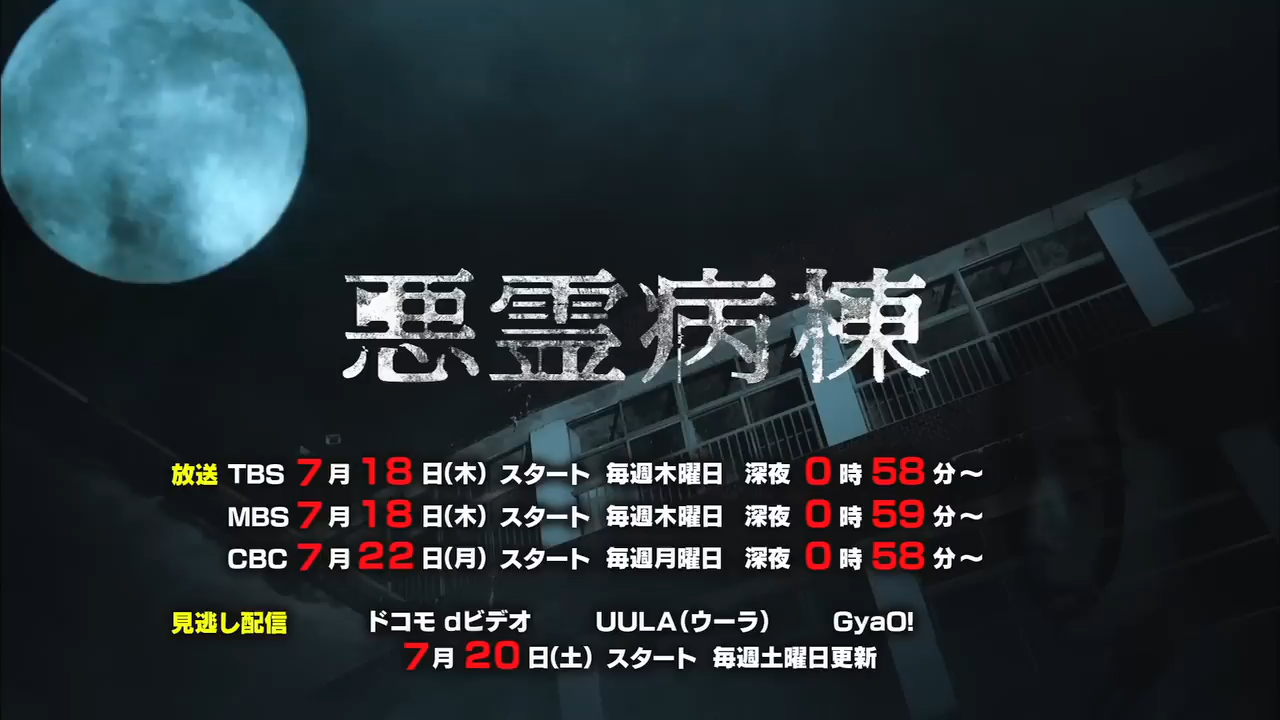 悪霊病棟
放送 TBS 7月18日(木) スタート 毎週木曜日 深夜 0時58分～
MBS 7月18日(木) スタート 毎週木曜日 深夜 0時59分～
CBC 7月22日(月) スタート 毎週月曜日 深夜 0時58分～
見逃し配信 ドコモ dビデオ UULA(ウーラ) GyaO!
7月20日(土) スタート 毎週土曜日更新